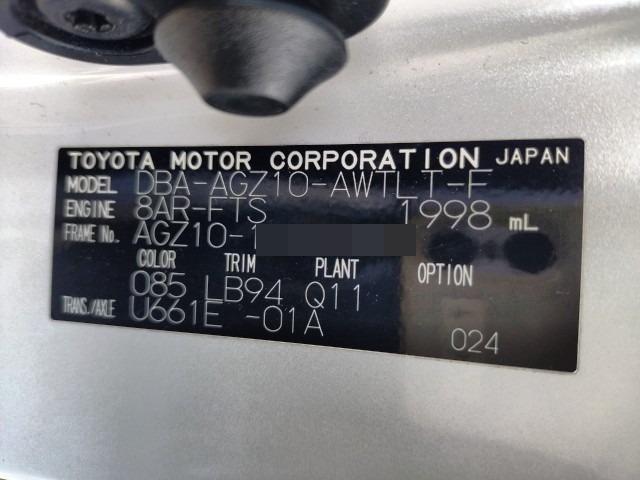 TOYOTA MOTOR CORPORATION JAPAN
MODEL DBA-AGZ10-AWTLT-F
ENGINE 8AR-FTS 1998 mL
FRAME No. AGZ10-1
COLOR TRIM PLANT OPTION
085 LB94 Q11
TRANS./AXLE U661E -01A
024